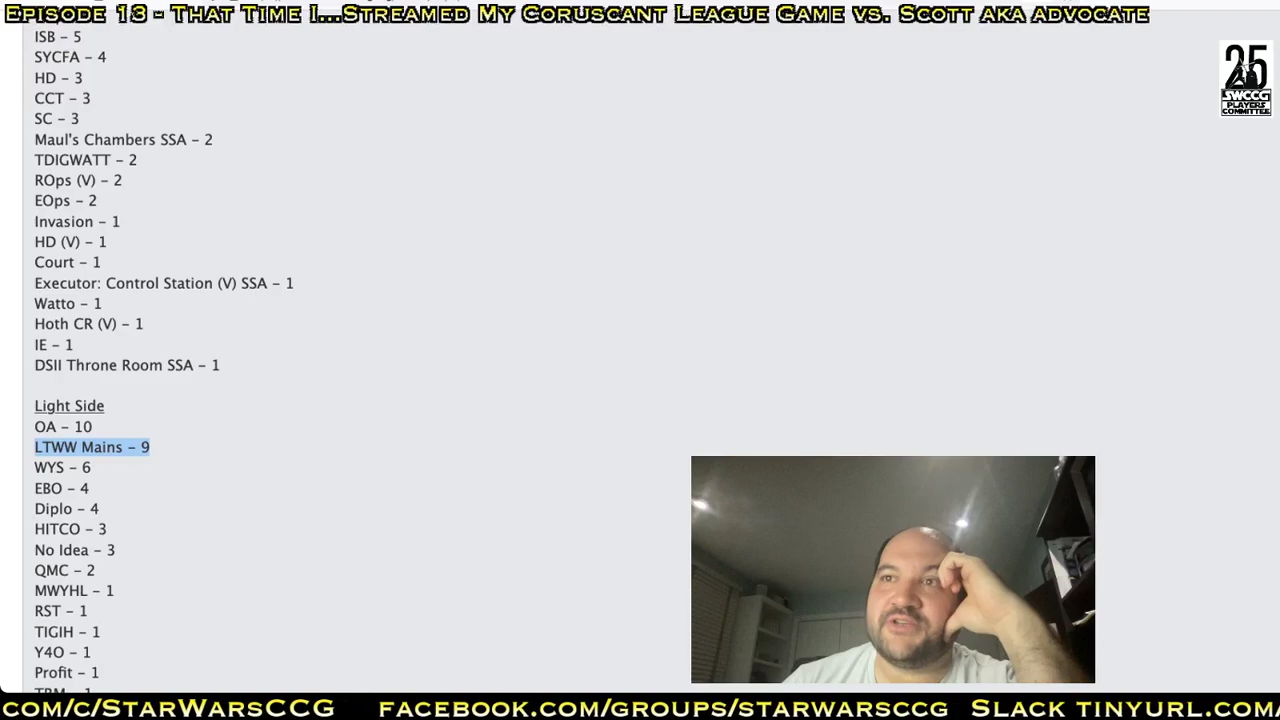 Episode 13 - That Time I...Streamed My Coruscant League Game vs. Scott aka advocate
ISB - 5
SYCFA - 4
HD - 3
CCT - 3
SC - 3
Maul's Chambers SSA - 2
TDIGWATT - 2
ROps (V) - 2
EOps - 2
Invasion - 1
HD (V) - 1
Court - 1
Executor: Control Station (V) SSA - 1
Watto - 1
Hoth CR (V) - 1
IE - 1
DSII Throne Room SSA - 1
Light Side
OA - 10
LTWW Mains - 9
WYS - 6
EBO - 4
Diplo - 4
HITCO - 3
No Idea - 3
QMC - 2
MWYHL - 1
RST - 1
TIGIH - 1
Y4O - 1
Profit - 1
25
SWCCG
PLAYERS
COMMITTEE
com/c/StarWarsCCG facebook.com/groups/starwarsccg Slack tinyurl.com/